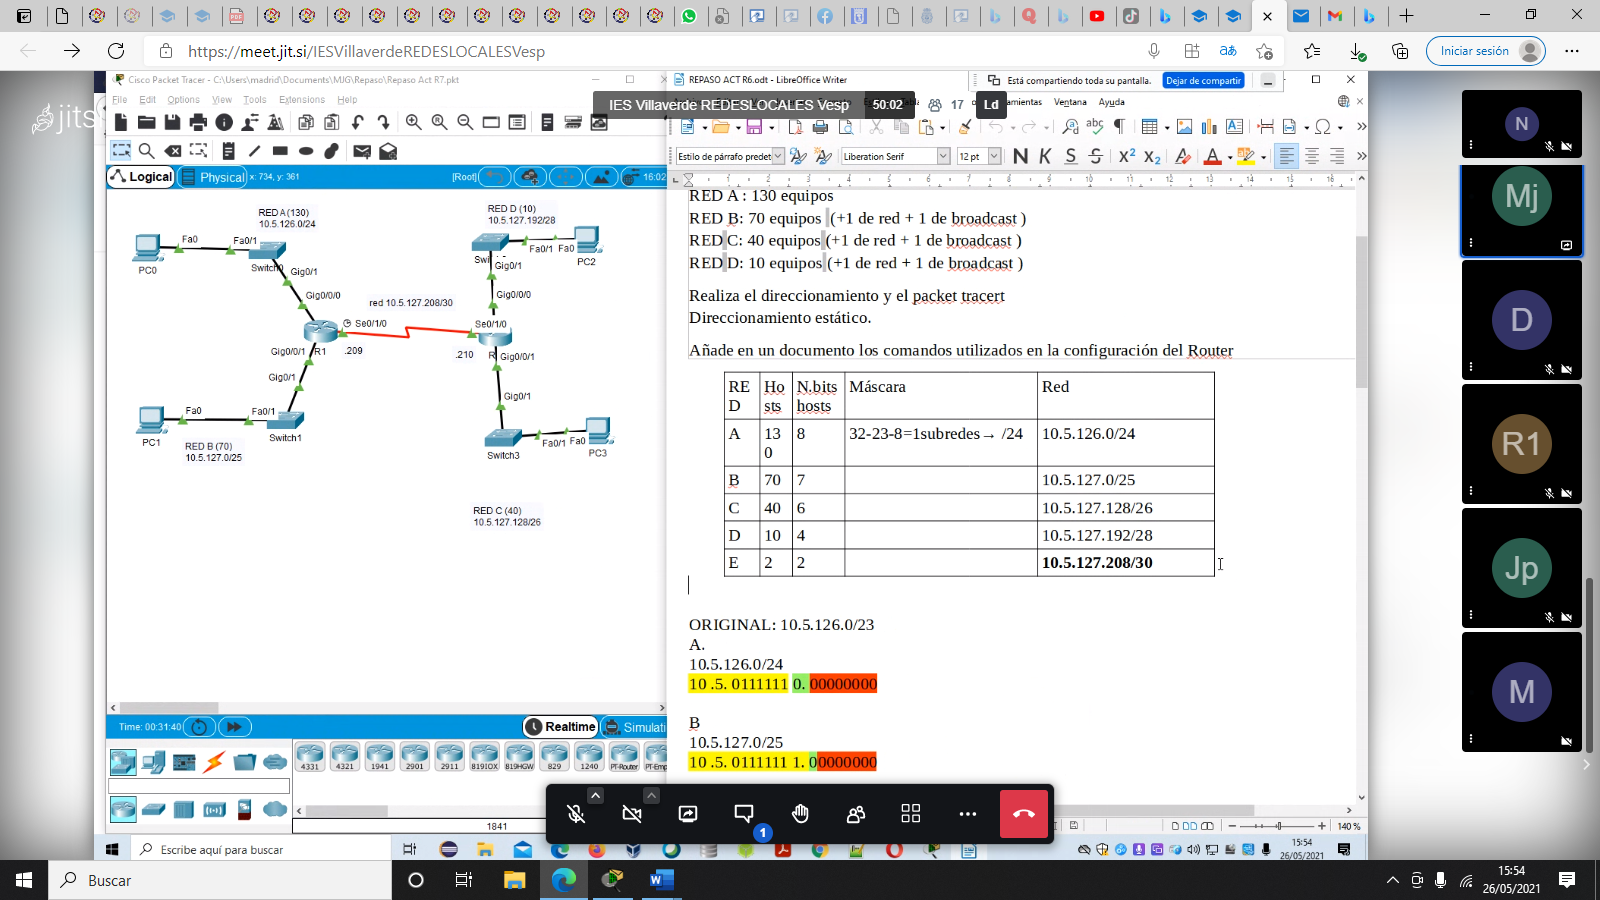 https://meet.jit.si/IESVillaverdeREDESLOCALESVesp
Iniciar sesión
Cisco Packet Tracer - C:\Users\madrid\Documents\MJG\Repaso\Repaso Act R7.pkt
File Edit Options View Tools Extensions Help
REPASO ACT R6.odt - LibreOffice Writer
Está compartiendo toda su pantalla.
Dejar de compartir
IES Villaverde REDESLOCALES Vesp
50:02
17
Ld
Ventana Ayuda
jits
Estilo de párrafo predet
Liberation Serif
12 pt
N K S S X² X₂
Logical
Physical
x: 734, y: 361
[Root]
16:02
RED A (130)
10.5.126.0/24
RED D (10)
10.5.127.192/28
Fa0
Fa0/1
PC0
Switch0
Gig0/1
Gig0/0/0
Fa0/1 Fa0
PC2
Gig0/1
Gig0/0/0
red 10.5.127.208/30
Se0/1/0
Se0/1/0
Gig0/0/1
R1
.209
.210
R
Gig0/0/1
Gig0/1
Gig0/1
Fa0
Fa0/1
PC1
Switch1
RED B (70)
10.5.127.0/25
Switch3
Fa0/1 Fa0
PC3
RED C (40)
10.5.127.128/26
RED A : 130 equipos
RED B: 70 equipos (+1 de red + 1 de broadcast )
RED C: 40 equipos (+1 de red + 1 de broadcast )
RED D: 10 equipos (+1 de red + 1 de broadcast )
Realiza el direccionamiento y el packet tracert
Direccionamiento estático.
Añade en un documento los comandos utilizados en la configuración del Router
RED Hosts N.bits hosts Máscara Red
A 130 8 32-23-8=1subredes→ /24 10.5.126.0/24
B 70 7 10.5.127.0/25
C 40 6 10.5.127.128/26
D 10 4 10.5.127.192/28
E 2 2 10.5.127.208/30
ORIGINAL: 10.5.126.0/23
A.
10.5.126.0/24
10 .5. 0111111 0. 00000000
B
10.5.127.0/25
10 .5. 0111111 1. 00000000
Time: 00:31:40
Realtime
Simulati
4331 4321 1941 2901 2911 819IOX 819HGW 829 1240 PT-Router PT-Emp
1841
1
140 %
N
Mj
D
R1
Jp
M
Escribe aquí para buscar
15:54
26/05/2021
Buscar
15:54
26/05/2021